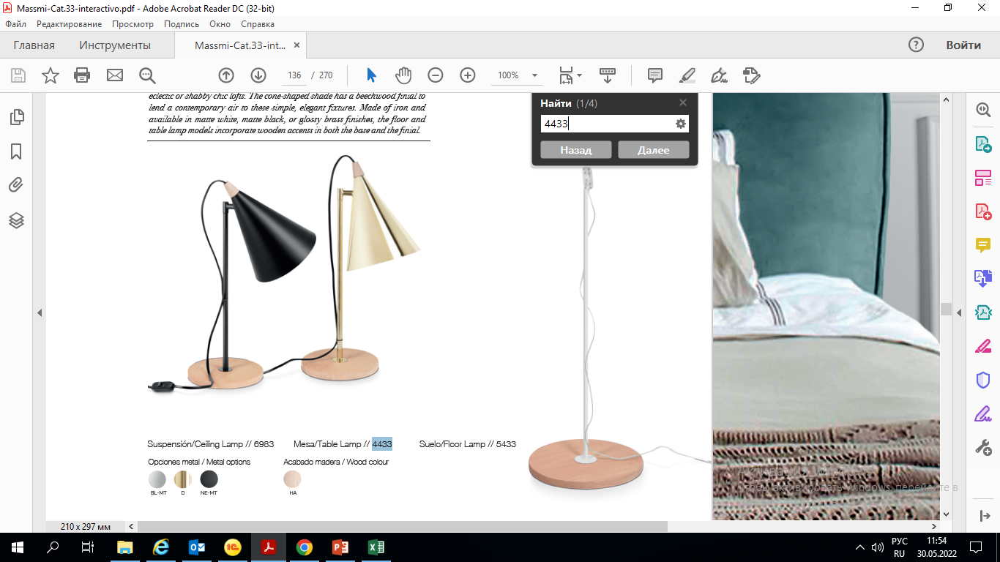 Massmi-Cat.33-interactivo.pdf - Adobe Acrobat Reader DC (32-bit)
Файл Редактирование Просмотр Подпись Окно Справка
Главная Инструменты Massmi-Cat.33-int... ×
Войти
136 / 270
100%
eclectic or shabby chic lofts. The cone-shaped shade has a beechwood finial to
lend a contemporary air to these simple, elegant fixtures. Made of iron and
available in matte white, matte black, or glossy brass finishes, the floor and
table lamp models incorporate wooden accents in both the base and the finial.
Найти (1/4)
4433
Назад Далее
Suspensión/Ceiling Lamp // 6983 Mesa/Table Lamp // 4433 Suelo/Floor Lamp // 5433
Opciones metal / Metal options Acabado madera / Wood colour
BL-MT D NE-MT HA
Активация Windows
Чтобы активировать Windows, перейдите в
210 x 297 мм
РУС
RU
11:54
30.05.2022